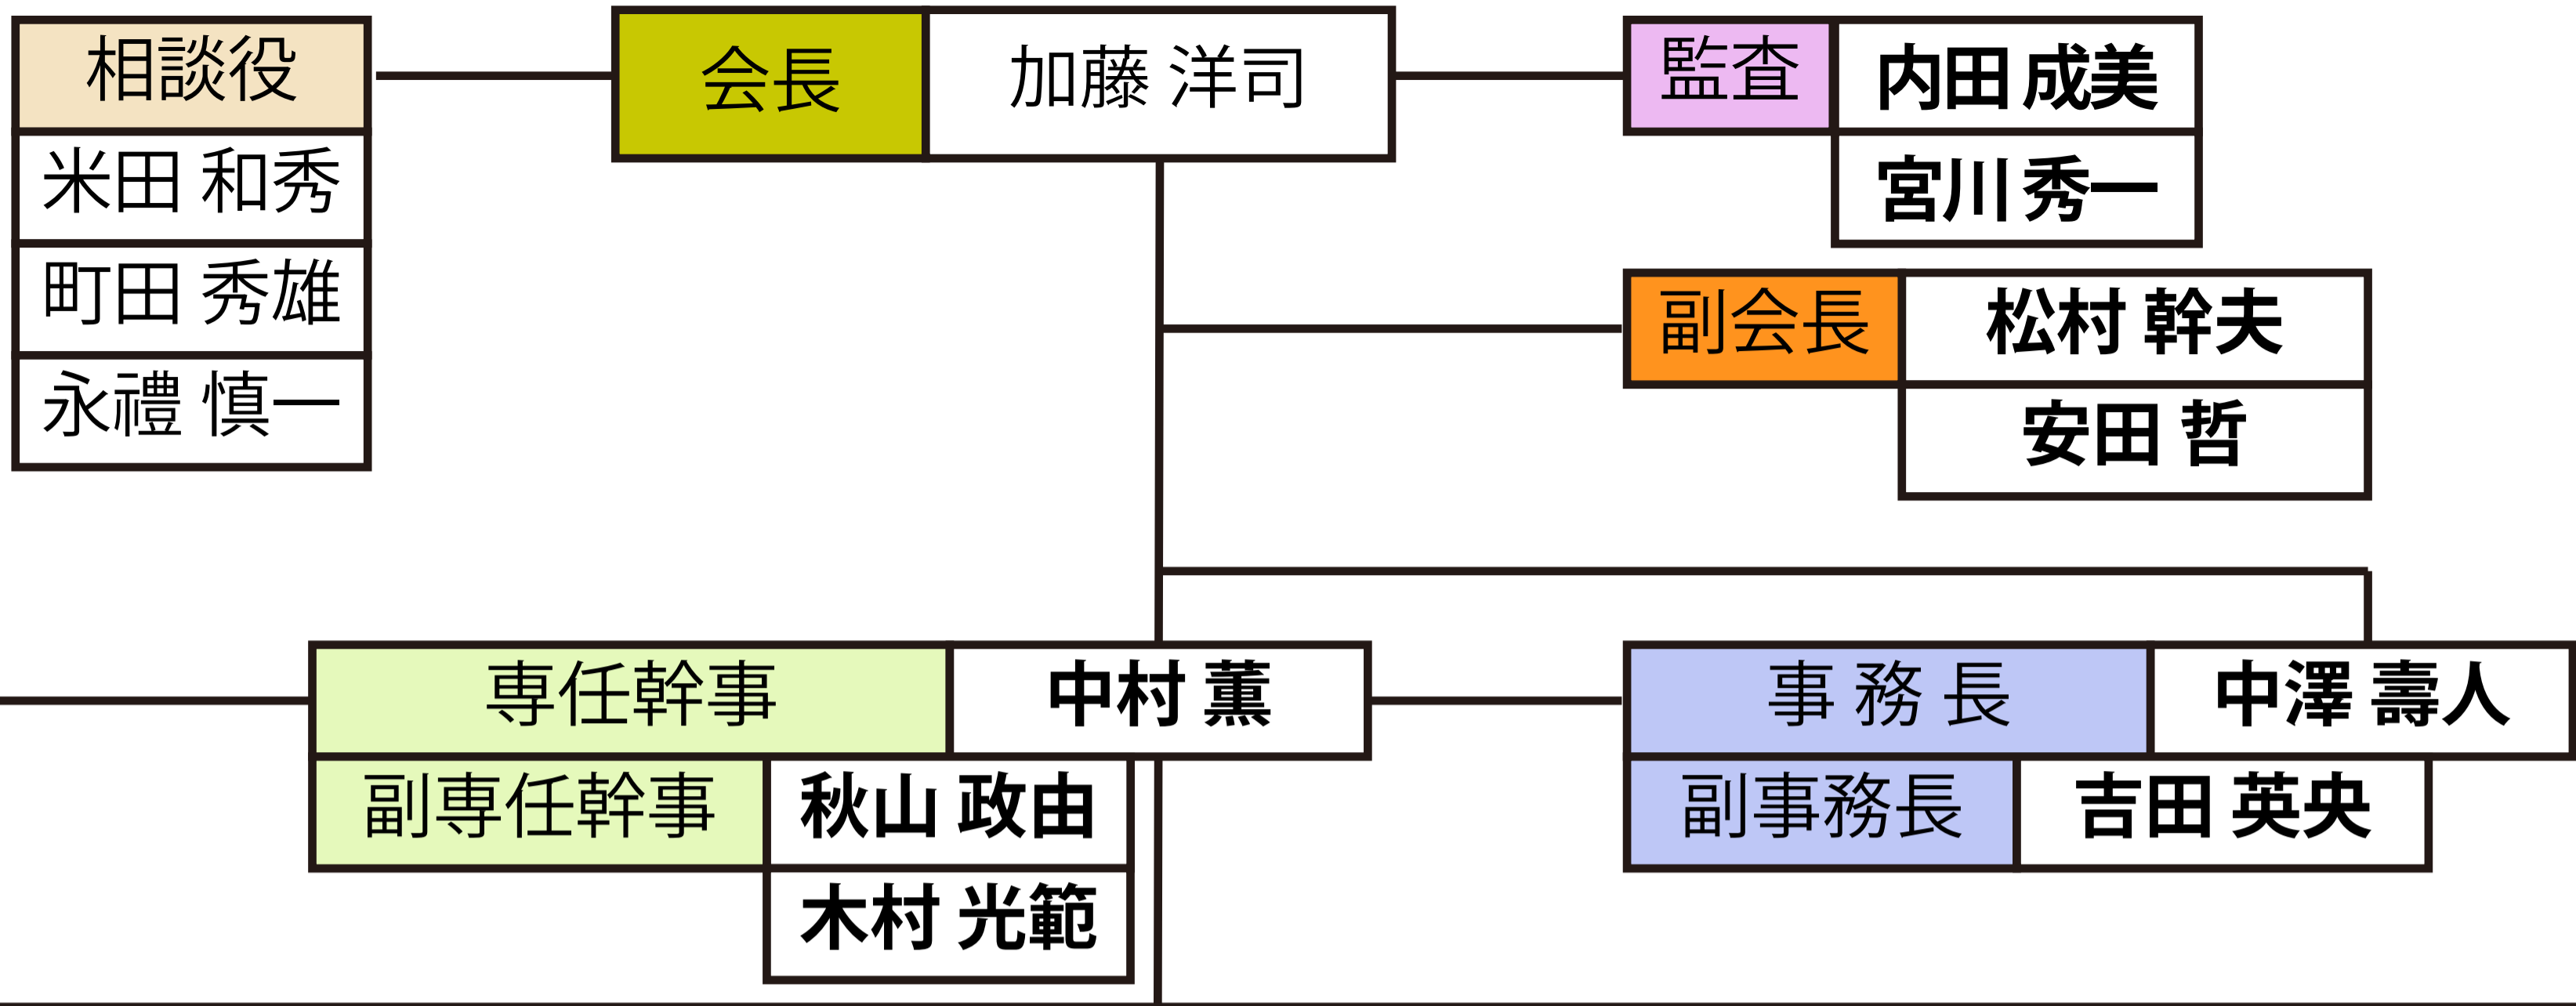 相談役
米田 和秀
町田 秀雄
永禮 慎一
会長 加藤 洋司
監査 内田 成美
宮川 秀一
副会長 松村 幹夫
安田 哲
専任幹事 中村 薫
副専任幹事 秋山 政由
木村 光範
事 務 長 中澤 壽人
副事務長 吉田 英央